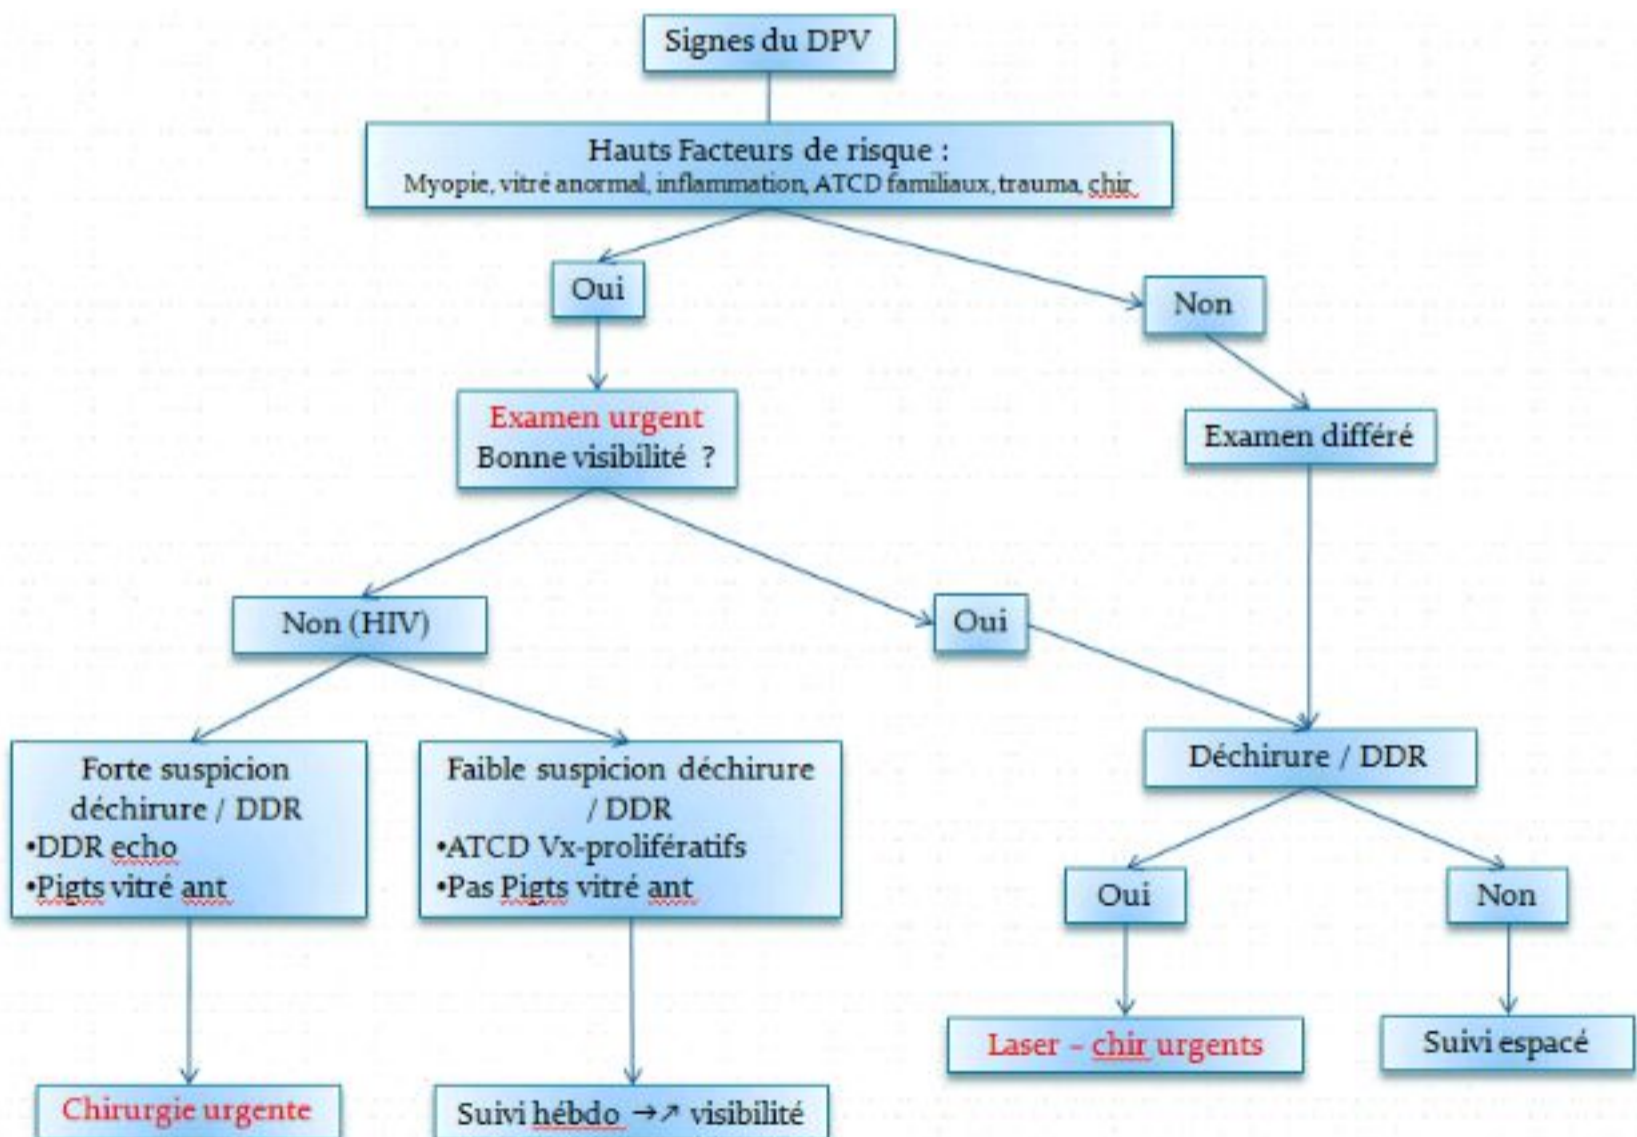 Signes du DPV
Hauts Facteurs de risque :
Myopie, vitré anormal, inflammation, ATCD familiaux, trauma, chir
Oui
Non
Examen urgent
Bonne visibilité ?
Examen différé
Non (HIV)
Oui
Forte suspicion
déchirure / DDR
•DDR echo
•Pigts vitré ant
Faible suspicion déchirure
/ DDR
•ATCD Vx-prolifératifs
•Pas Pigts vitré ant
Déchirure / DDR
Oui
Non
Laser – chir urgents
Suivi espacé
Chirurgie urgente
Suivi hébdo →↗ visibilité